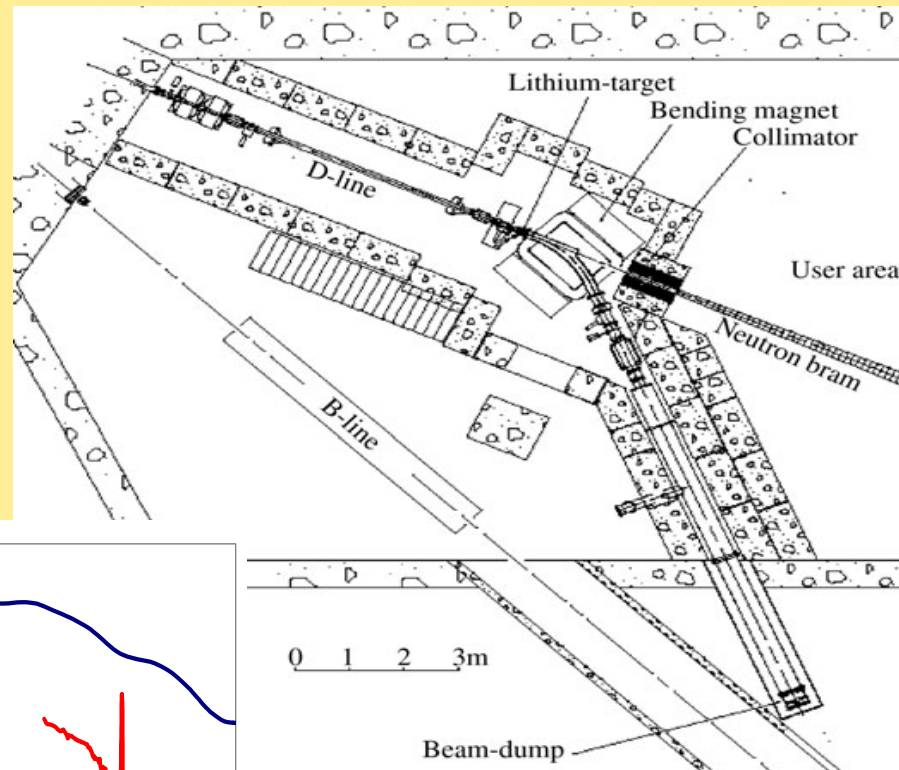 Lithium-target
Bending magnet
Collimator
D-line
User area
Neutron bram
B-line
0 1 2 3m
Beam-dump